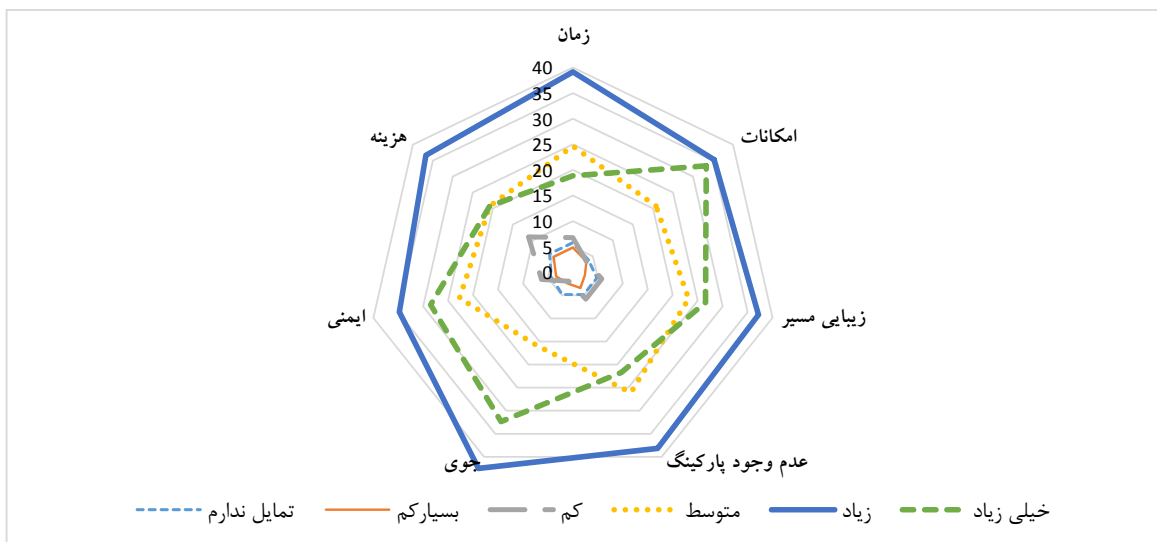 زمان
40
35
30
25
20
15
10
5
0
امکانات
هزینه
زیبایی مسیر
ایمنی
عدم وجود پارکینگ
جوی
تمایل ندارم
بسیارکم
کم
متوسط
زیاد
خیلی زیاد